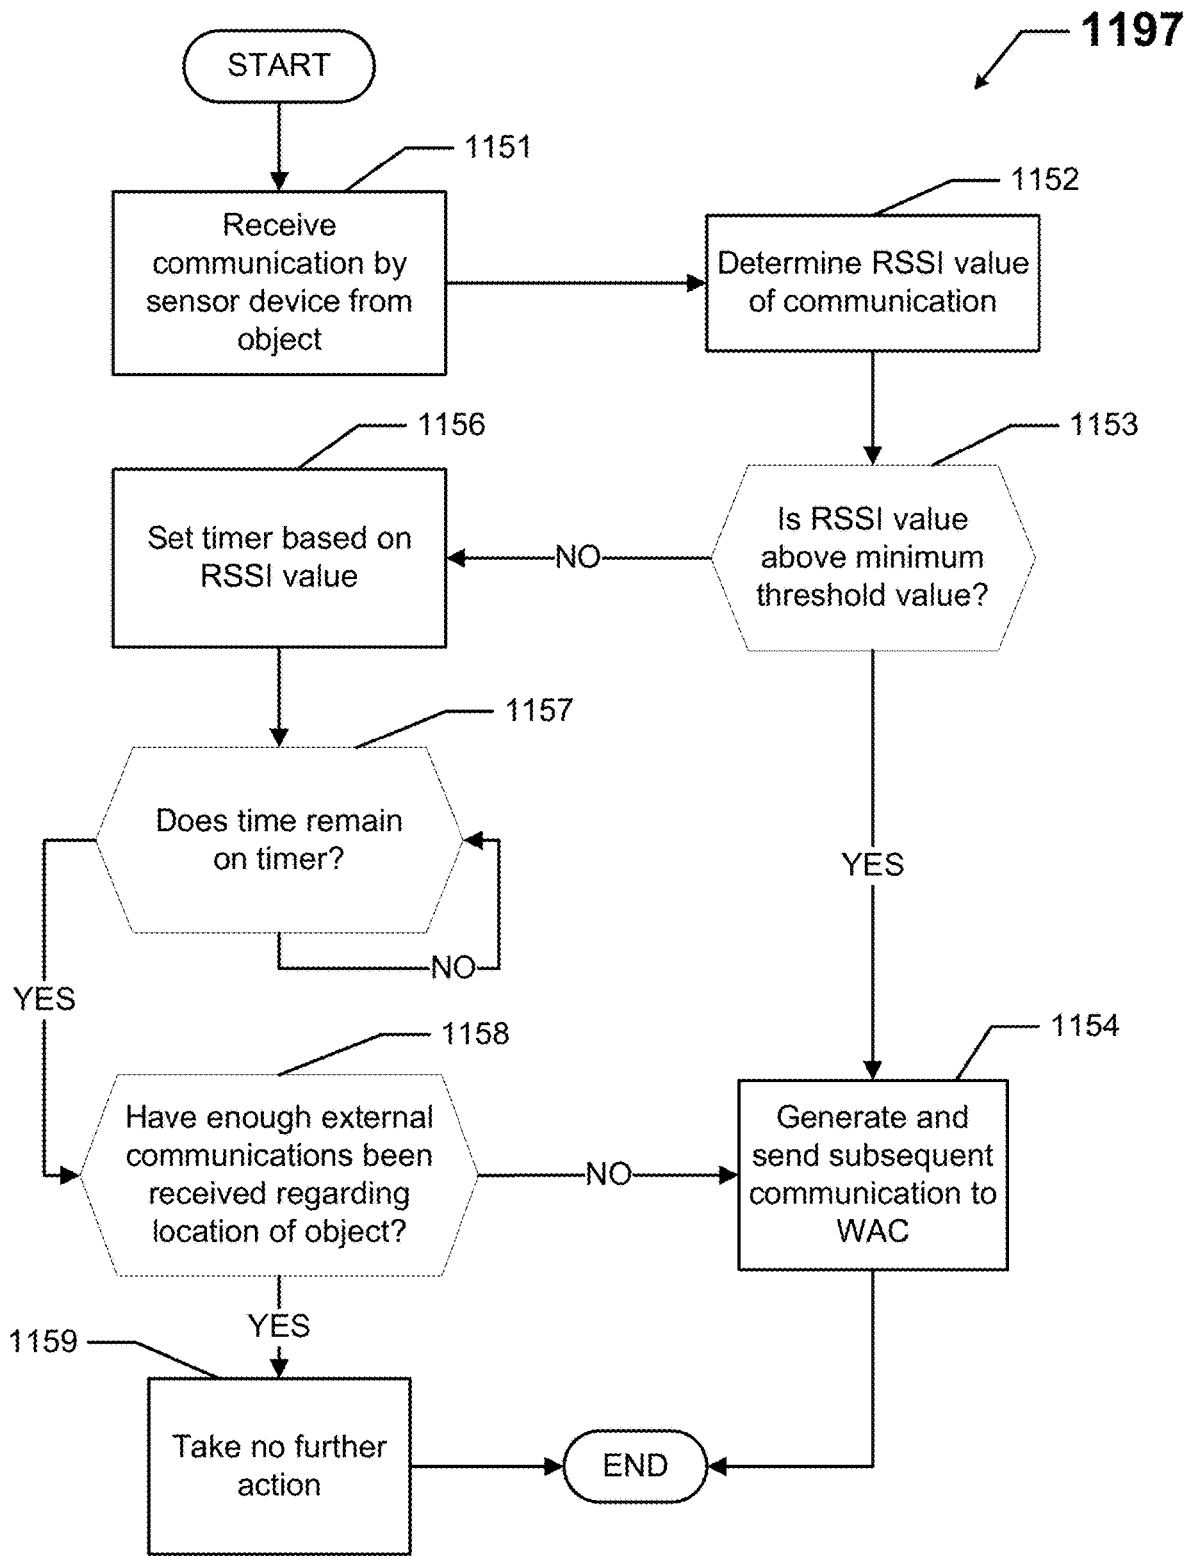 1197
START
1151
Receive
communication by
sensor device from
object
1152
Determine RSSI value
of communication
1156
Set timer based on
RSSI value
NO
1153
Is RSSI value
above minimum
threshold value?
1157
Does time remain
on timer?
NO
YES
YES
1158
Have enough external
communications been
received regarding
location of object?
NO
1154
Generate and
send subsequent
communication to
WAC
YES
1159
Take no further
action
END